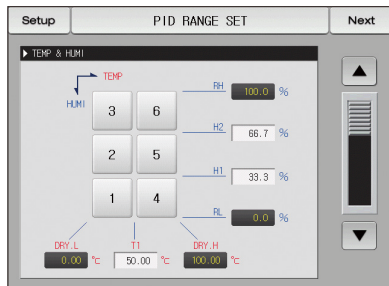 Setup PID RANGE SET Next
▶ TEMP & HUMI
TEMP
HUMI
RH 100.0 %
3 6
H2 66.7 %
2 5
H1 33.3 %
1 4
RL 0.0 %
DRY.L T1 DRY.H
0.00 ℃ 50.00 ℃ 100.00 ℃